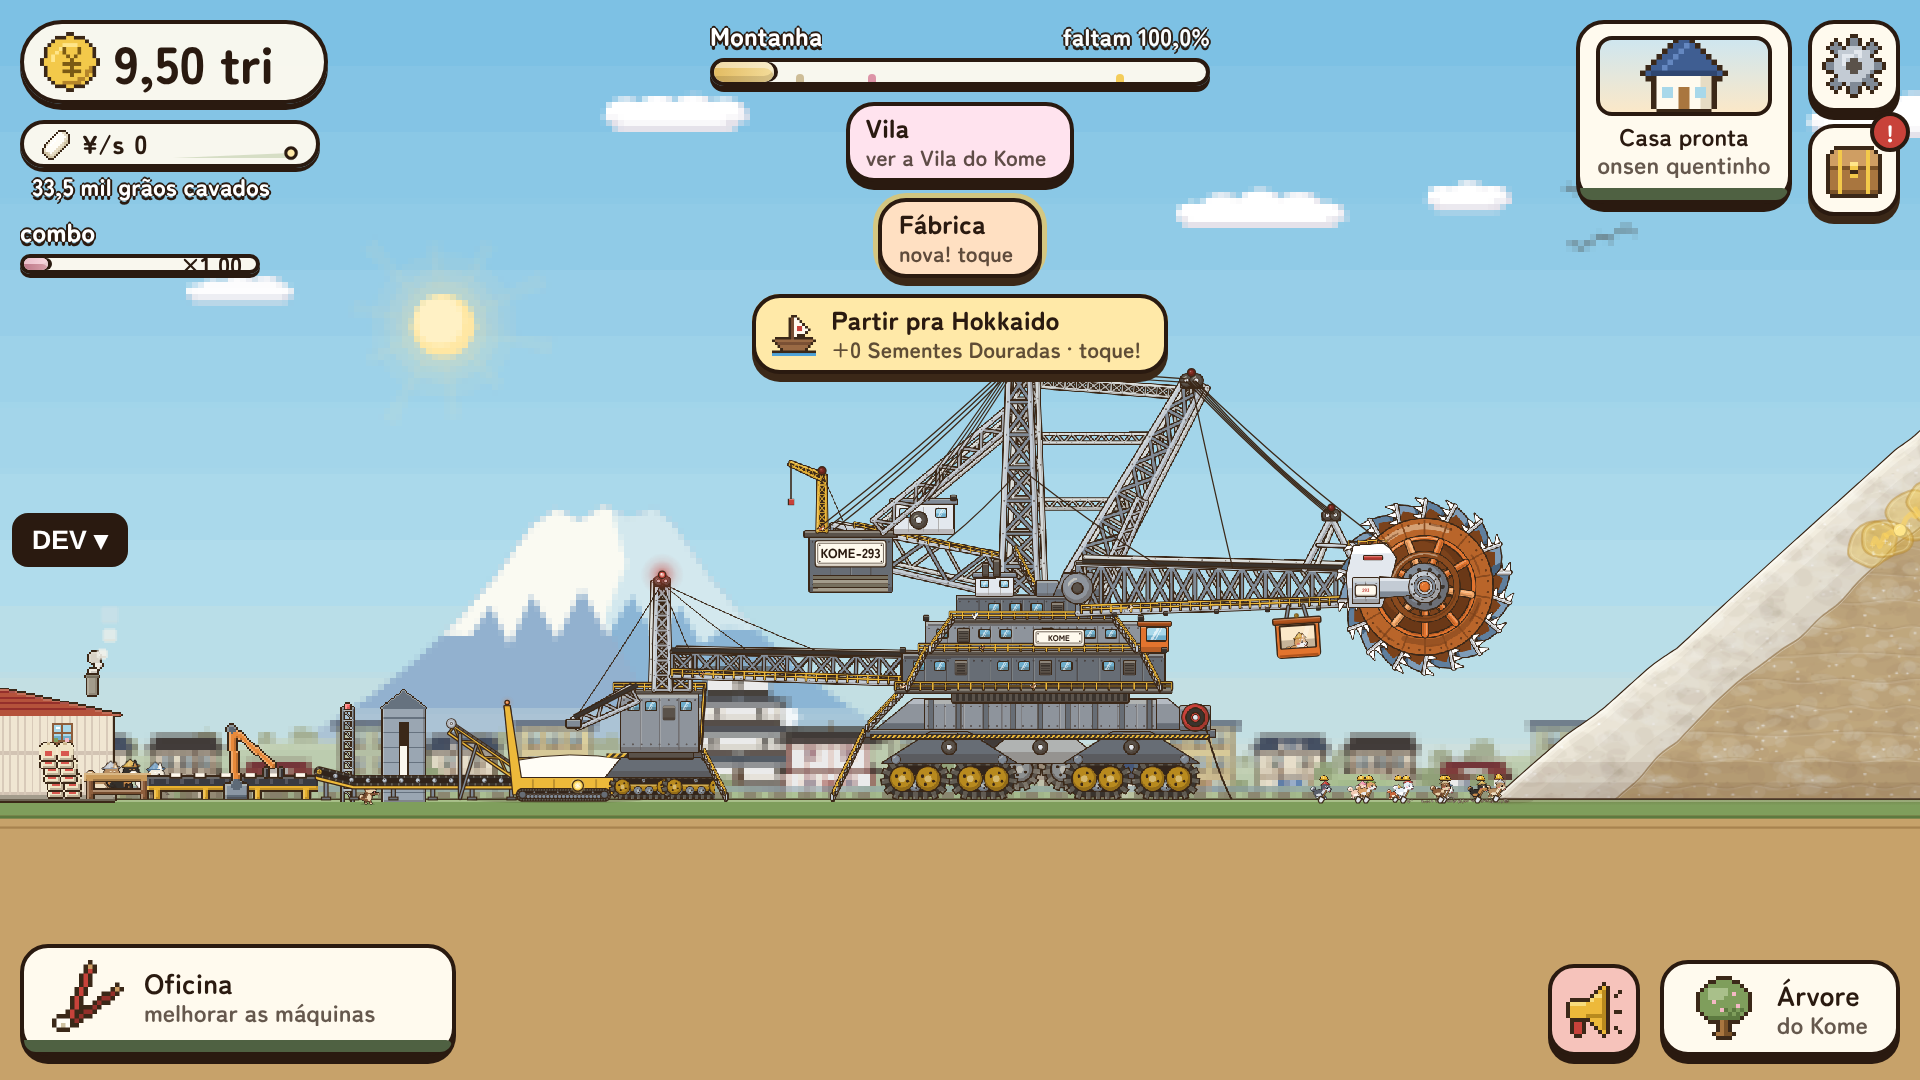 9,50 tri
¥/s 0
33,5 mil grãos cavados
combo
×1,00
Montanha
faltam 100,0%
Vila
ver a Vila do Kome
Fábrica
nova! toque
Partir pra Hokkaido
+0 Sementes Douradas · toque!
Casa pronta
onsen quentinho
!
DEV ▾
KOME-293
KOME
293
Oficina
melhorar as máquinas
Árvore
do Kome